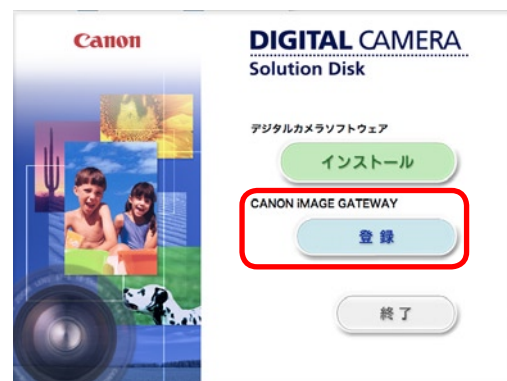 Canon
DIGITAL CAMERA
Solution Disk
デジタルカメラソフトウェア
インストール
CANON iMAGE GATEWAY
登録
終了